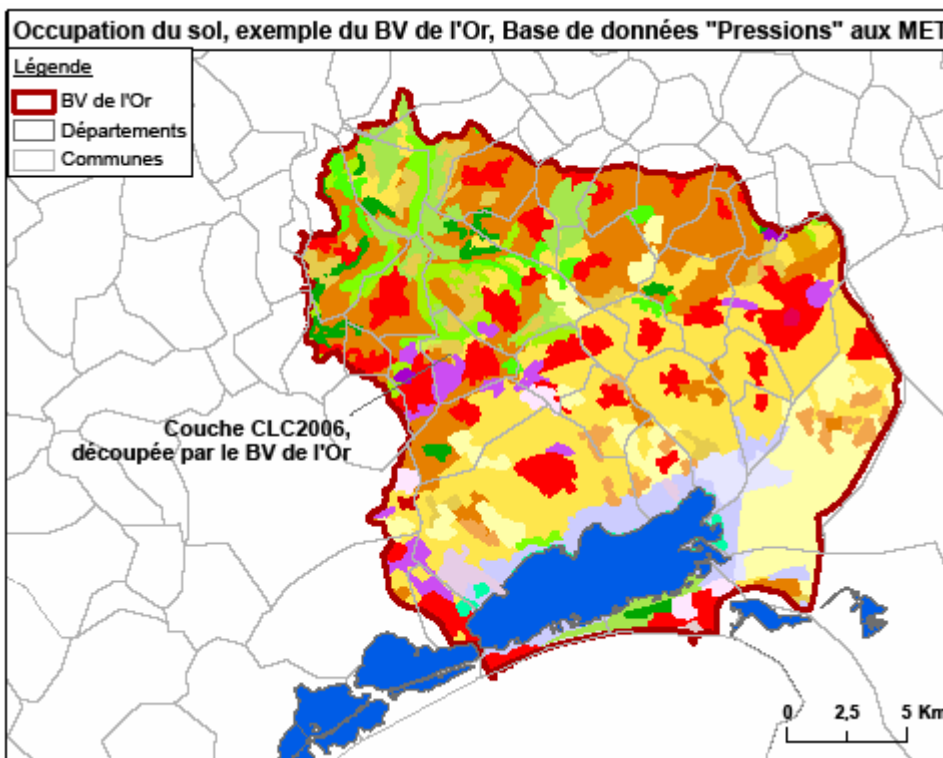 Occupation du sol, exemple du BV de l'Or, Base de données "Pressions" aux MET
Légende
BV de l'Or
Départements
Communes
Couche CLC2006,
découpée par le BV de l'Or
0 2,5 5 Km